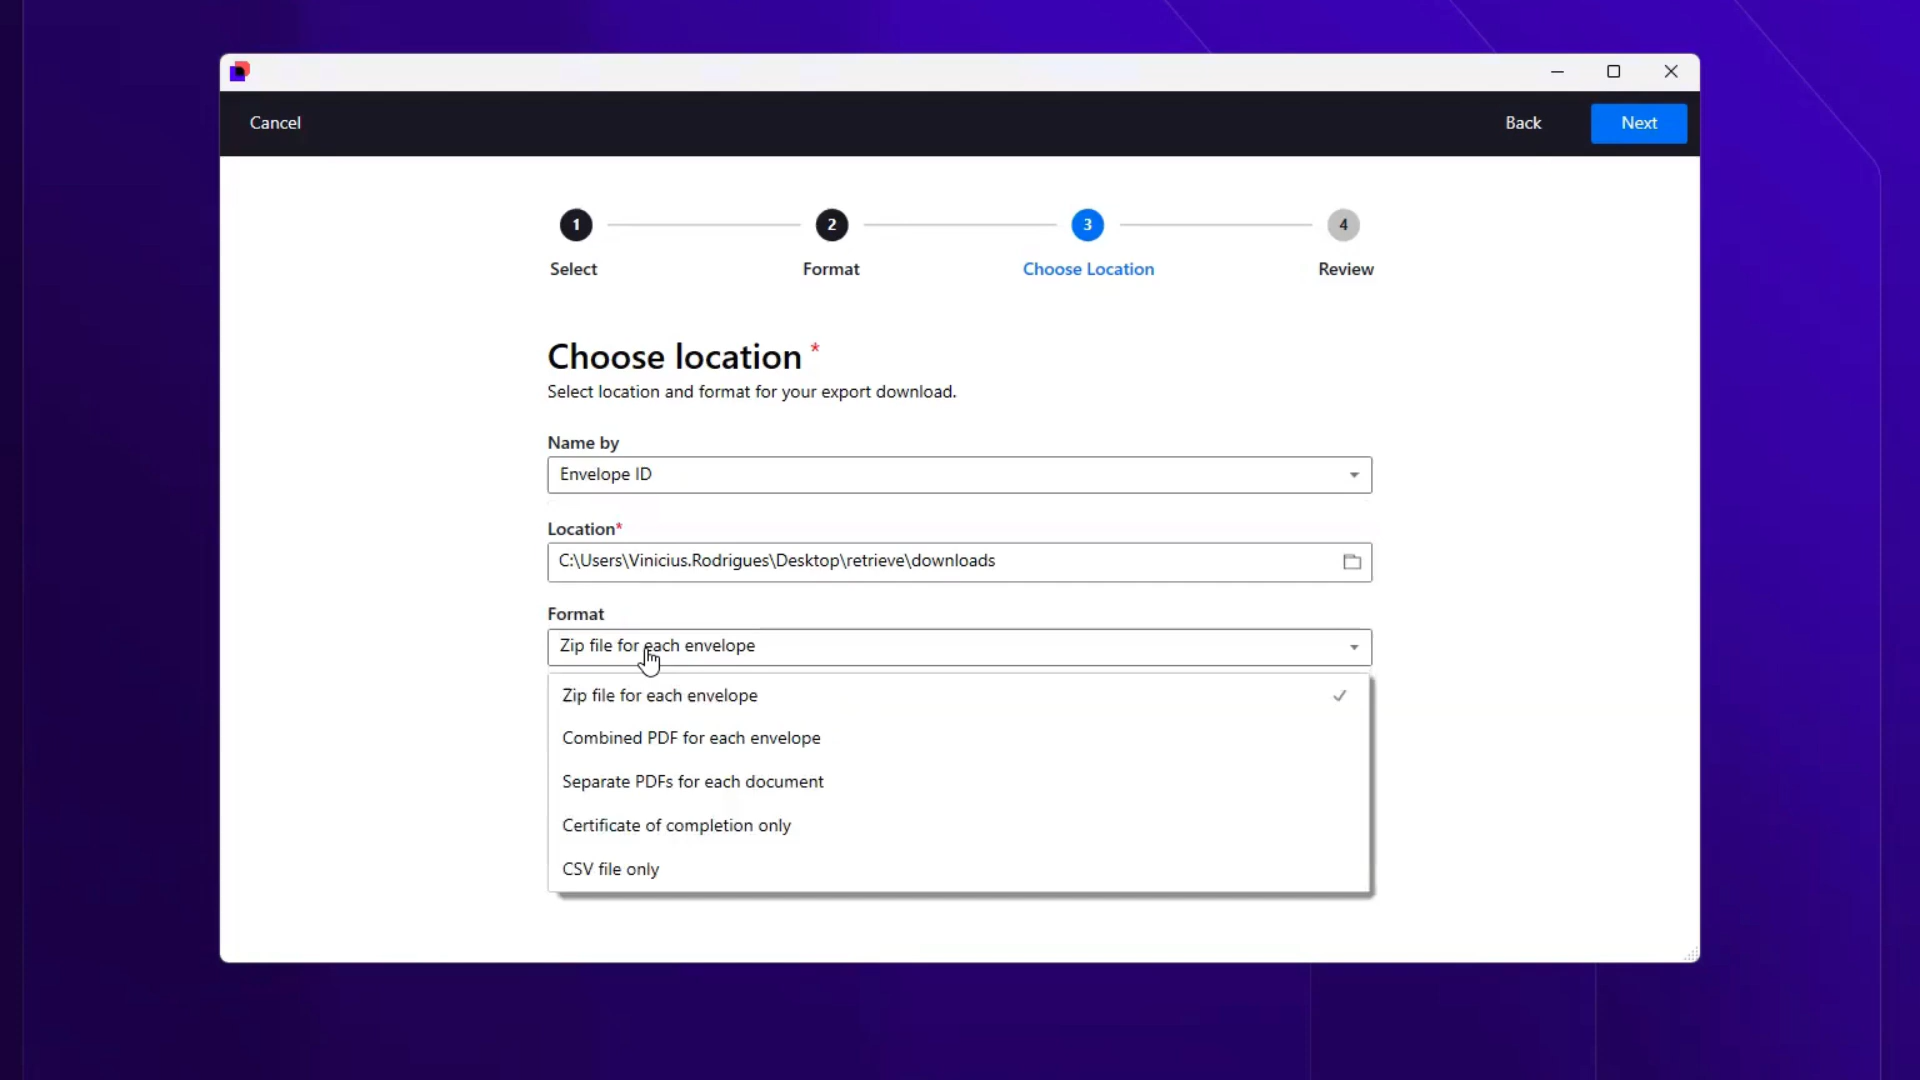 Cancel
Back
Next
1
2
3
4
Select
Format
Choose Location
Review
Choose location *
Select location and format for your export download.
Name by
Envelope ID
Location*
C:\Users\Vinicius.Rodrigues\Desktop\retrieve\downloads
Format
Zip file for each envelope
Zip file for each envelope
Combined PDF for each envelope
Separate PDFs for each document
Certificate of completion only
CSV file only